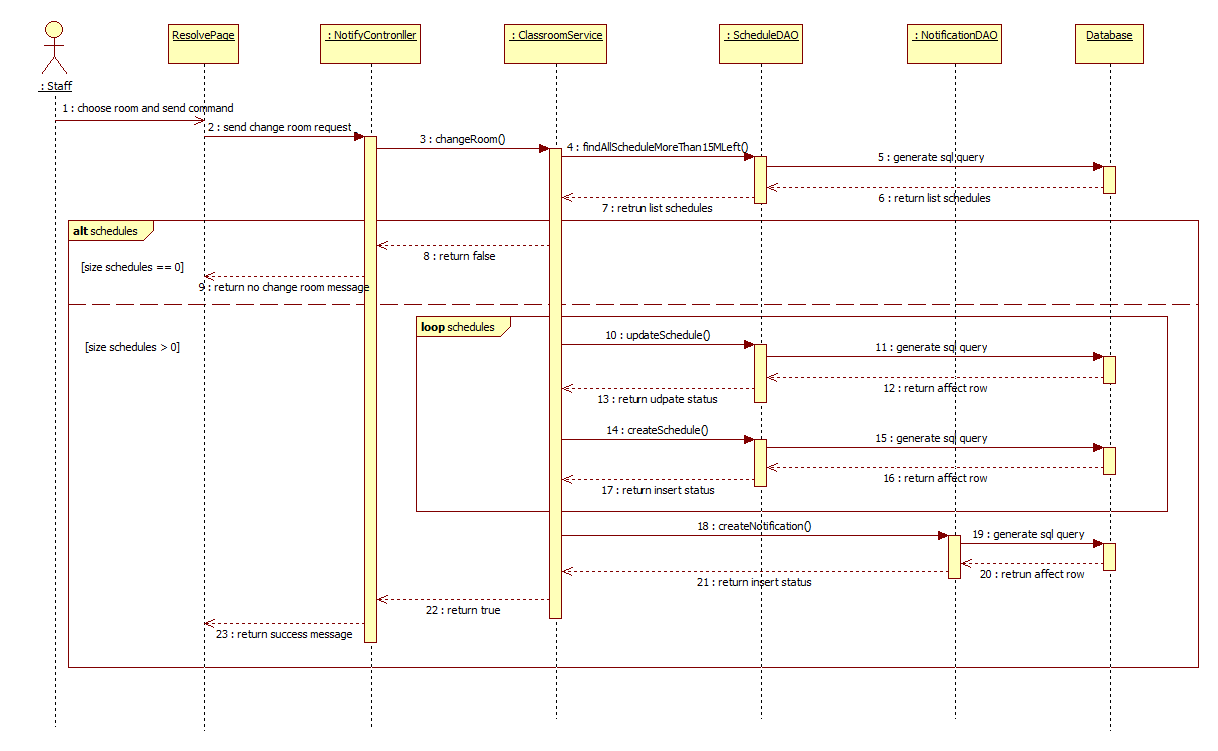 ResolvePage
: NotifyContronller
: ClassroomService
: ScheduleDAO
: NotificationDAO
Database
: Staff
1 : choose room and send command
2 : send change room request
3 : changeRoom()
4 : findAllScheduleMoreThan15MLeft()
5 : generate sql query
6 : return list schedules
7 : retrun list schedules
alt schedules
8 : return false
[size schedules == 0]
9 : return no change room message
loop schedules
10 : updateSchedule()
[size schedules > 0]
11 : generate sql query
12 : return affect row
13 : return udpate status
14 : createSchedule()
15 : generate sql query
16 : return affect row
17 : return insert status
18 : createNotification()
19 : generate sql query
20 : retrun affect row
21 : return insert status
22 : return true
23 : return success message